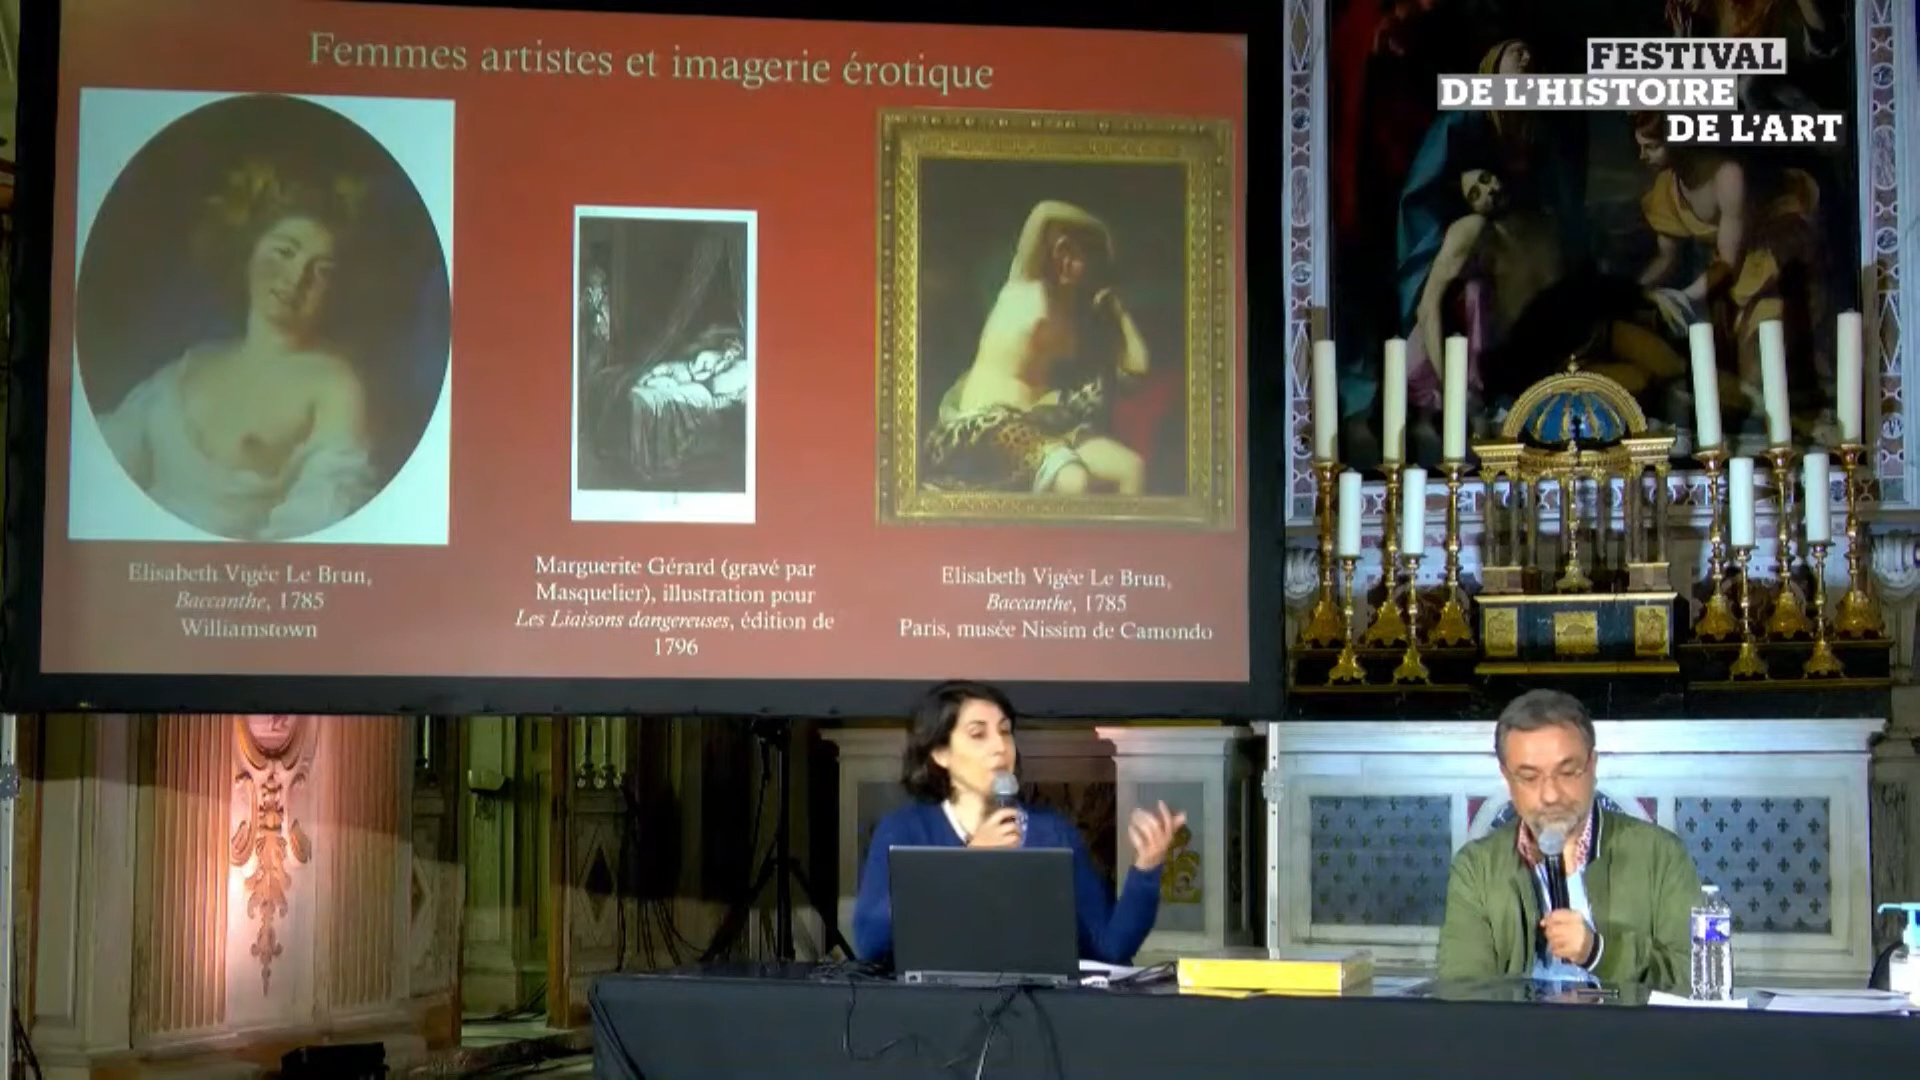 Femmes artistes et imagerie érotique
FESTIVAL
DE L'HISTOIRE
DE L'ART
Elisabeth Vigée Le Brun,
Baccanthe, 1785
Williamstown
Marguerite Gérard (gravé par
Masquelier), illustration pour
Les Liaisons dangereuses, édition de
1796
Elisabeth Vigée Le Brun,
Baccanthe, 1785
Paris, musée Nissim de Camondo